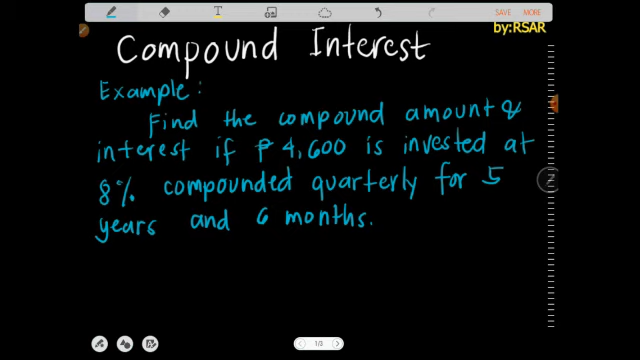 SAVE MORE
by:RSAR
Compound Interest
Example:
Find the compound amount &
interest if ₱ 4,600 is invested at
8% compounded quarterly for 5
years and 6 months.
1/3